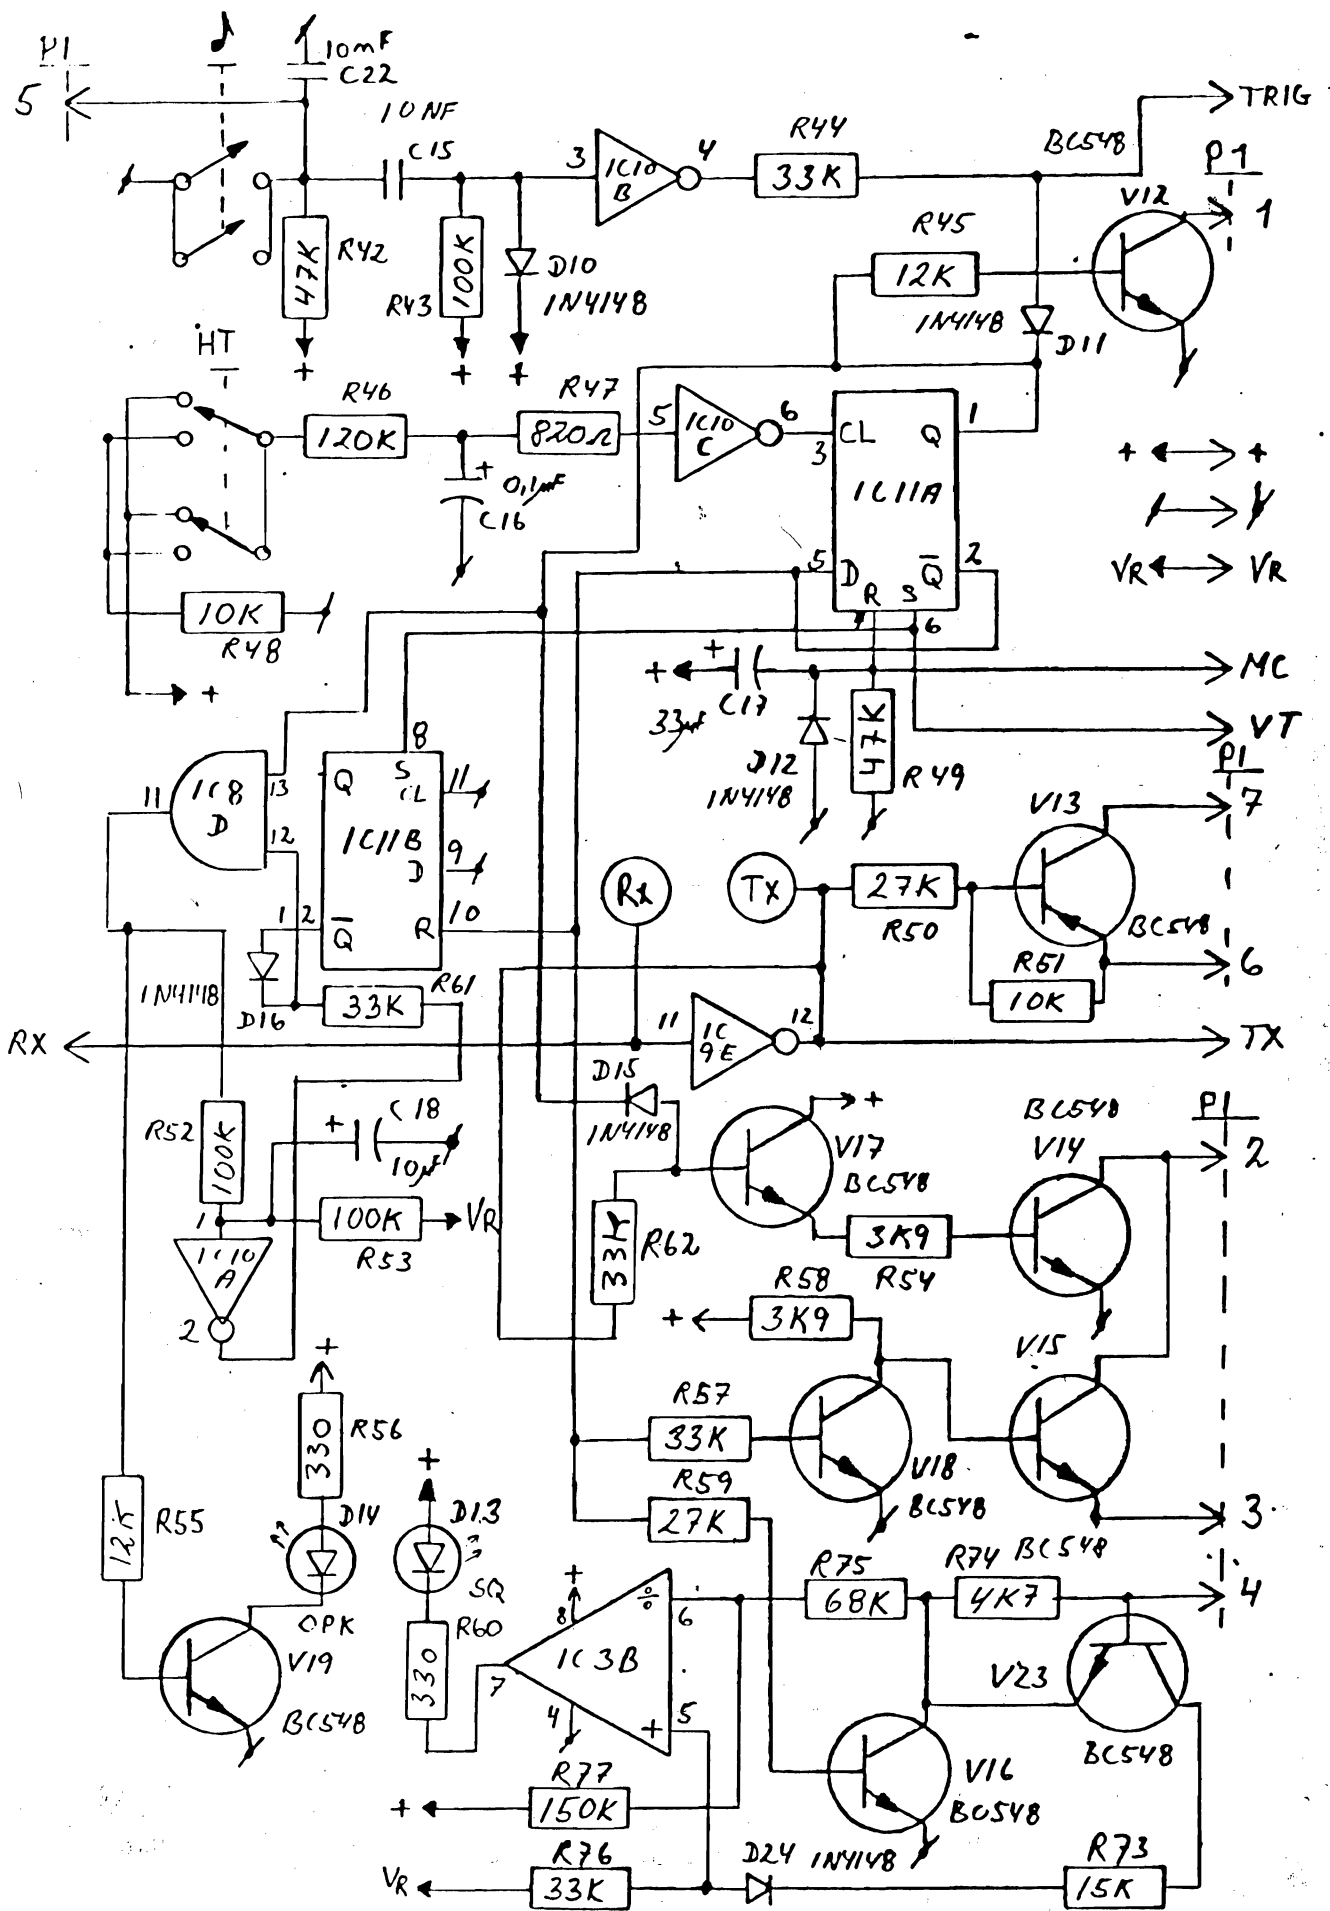 P1
5
10mF
C22
10NF
C15
R42
47K
+
R43
100K
+
D10
1N4148
+
3
IC10
B
4
R44
33K
BC548
TRIG
P1
1
V12
R45
12K
1N4148
D11
HT
R46
120K
R47
820Ω
+
0,1µF
C16
5
IC10
C
6
3
CL
Q
1
IC11A
5
D
R
S
Q
2
6
10K
R48
+
+ +
VR VR
+
+
C17
33µF
D12
1N4148
47K
R49
MC
VT
P1
7
V13
BC548
6
11
IC8
D
13
12
8
Q
S
CL
11
IC11B
D
9
1
2
Q
R
10
Rx
TX
27K
R50
R51
10K
1N4148
D16
33K
R61
RX
11
IC
9E
12
TX
D15
1N4148
R52
100K
+
C18
10µF
100K
R53
VR
1
IC10
A
2
33K
R62
+
V17
BC548
BC548
V14
P1
2
3K9
R54
R58
+
3K9
V15
R57
33K
V18
BC548
R59
27K
BC548
3
+
330
R56
D14
OPK
+
D13
SQ
R60
330
12K
R55
V19
BC548
+
8
÷
6
IC3B
7
4
+
5
R75
68K
R74
4K7
4
V23
BC548
V16
BC548
R77
+
150K
R76
VR
33K
D24
1N4148
R73
15K